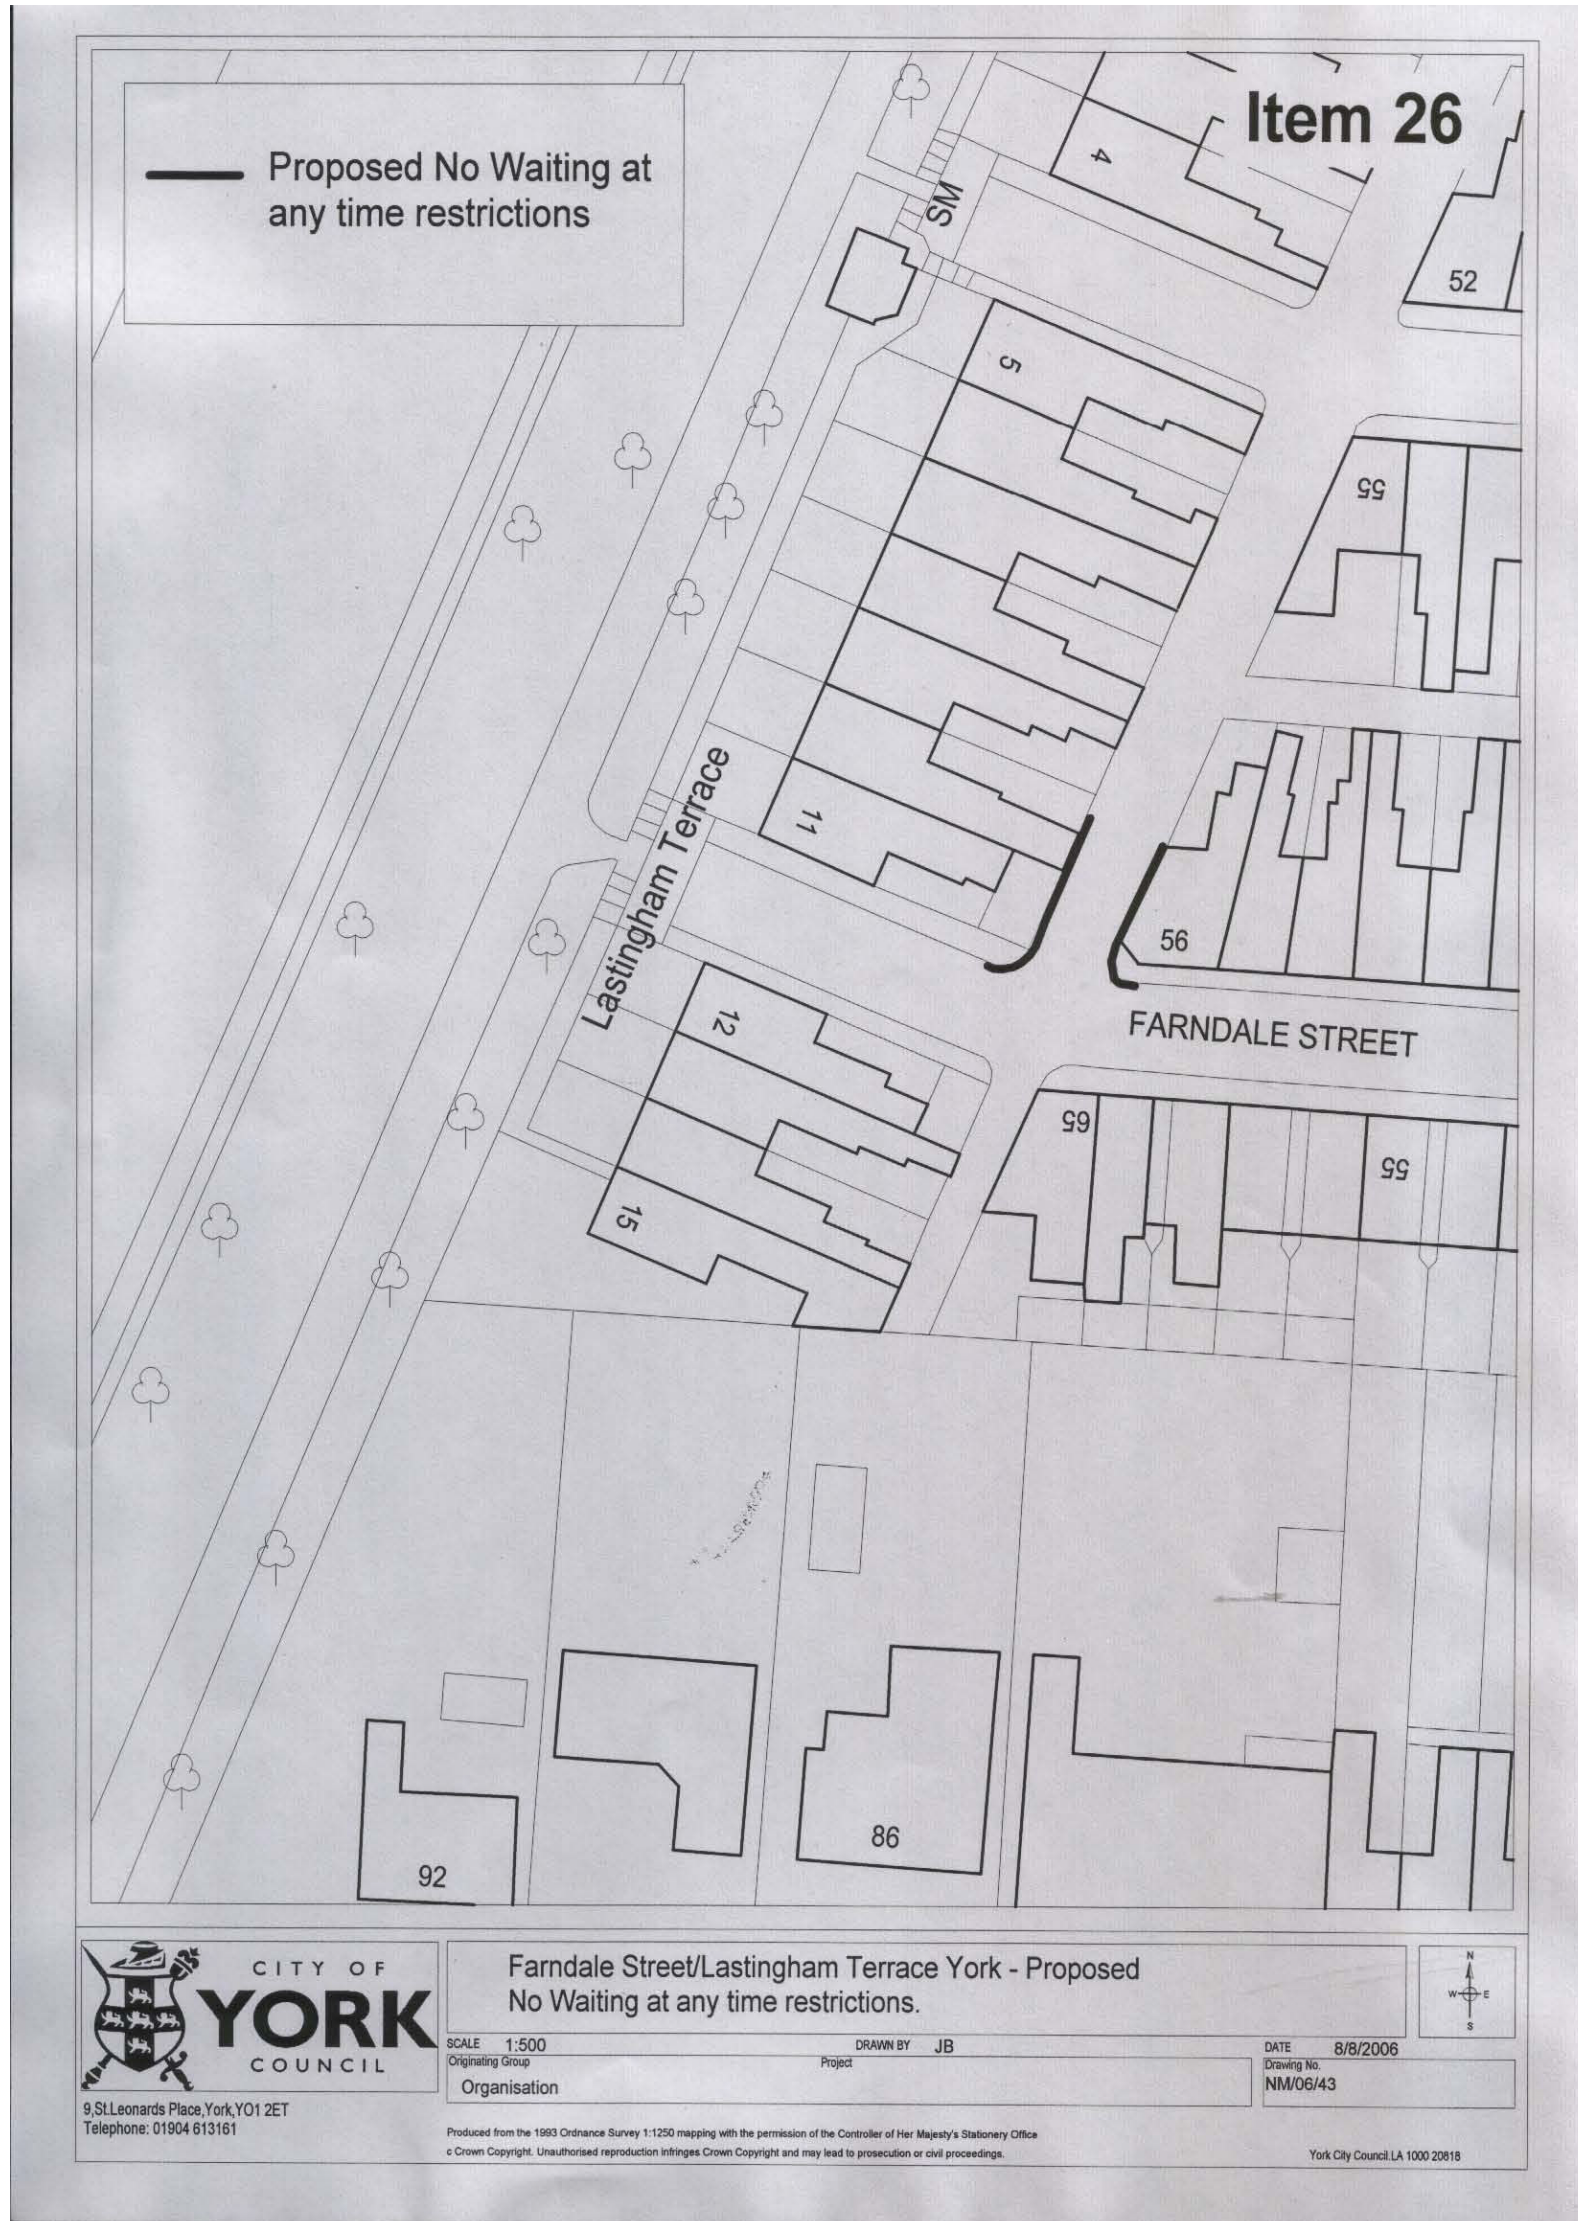 Item 26
Proposed No Waiting at
any time restrictions
4
SM
52
5
55
Lastingham Terrace
11
56
12
FARNDALE STREET
65
55
15
86
92
CITY OF
YORK
COUNCIL
9,St.Leonards Place,York,YO1 2ET
Telephone: 01904 613161
Farndale Street/Lastingham Terrace York - Proposed
No Waiting at any time restrictions.
SCALE 1:500
DRAWN BY JB
DATE 8/8/2006
Originating Group
Organisation
Project
Drawing No.
NM/06/43
N
W E
S
Produced from the 1993 Ordnance Survey 1:1250 mapping with the permission of the Controller of Her Majesty's Stationery Office
c Crown Copyright. Unauthorised reproduction infringes Crown Copyright and may lead to prosecution or civil proceedings.
York City Council.LA 1000 20818